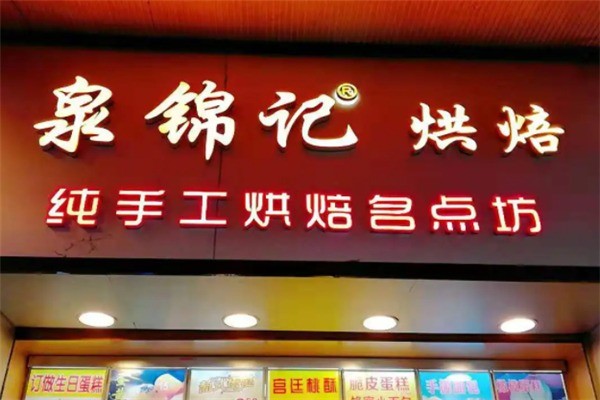 泉锦记® 烘焙
纯手工烘焙名点坊
订做生日蛋糕
宫廷桃酥
脆皮蛋糕